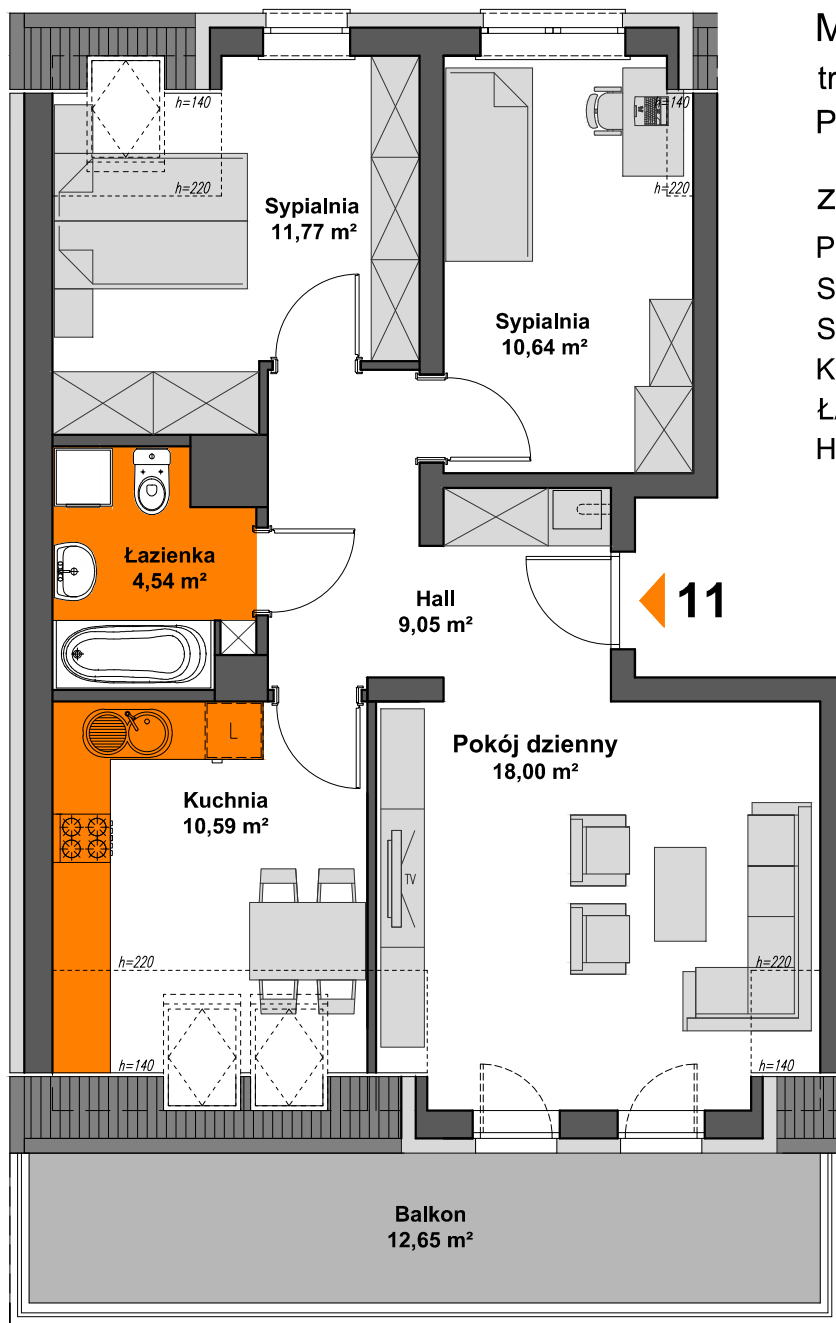 M
tr
P
Z
P
S
S
K
Ł
H
h=140
h=140
h=220
h=220
Sypialnia
11,77 m²
Sypialnia
10,64 m²
Łazienka
4,54 m²
Hall
9,05 m²
11
L
Pokój dzienny
18,00 m²
Kuchnia
10,59 m²
TV
h=220
h=220
h=140
h=140
Balkon
12,65 m²